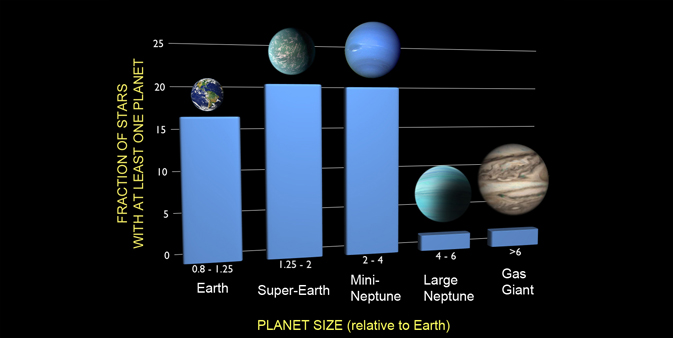 FRACTION OF STARS
WITH AT LEAST ONE PLANET
25
20
15
10
5
0
0.8 - 1.25
1.25 - 2
2 - 4
4 - 6
>6
Earth
Super-Earth
Mini-
Neptune
Large
Neptune
Gas
Giant
PLANET SIZE (relative to Earth)